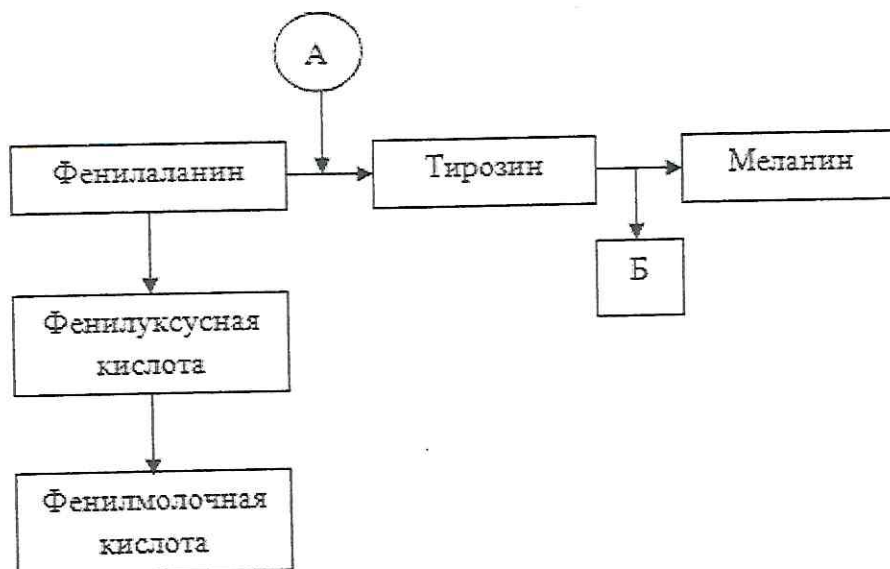 А
Фенилаланин
Тирозин
Меланин
Б
Фенилуксусная
кислота
Фенилмолочная
кислота